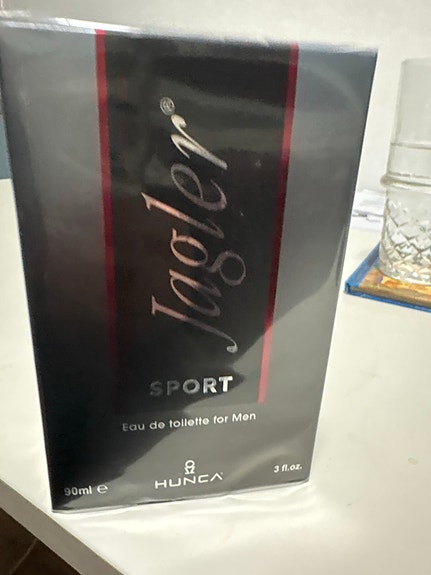 Jagler®
SPORT
Eau de toilette for Men
90ml ℮
HUNCA
3 fl.oz.